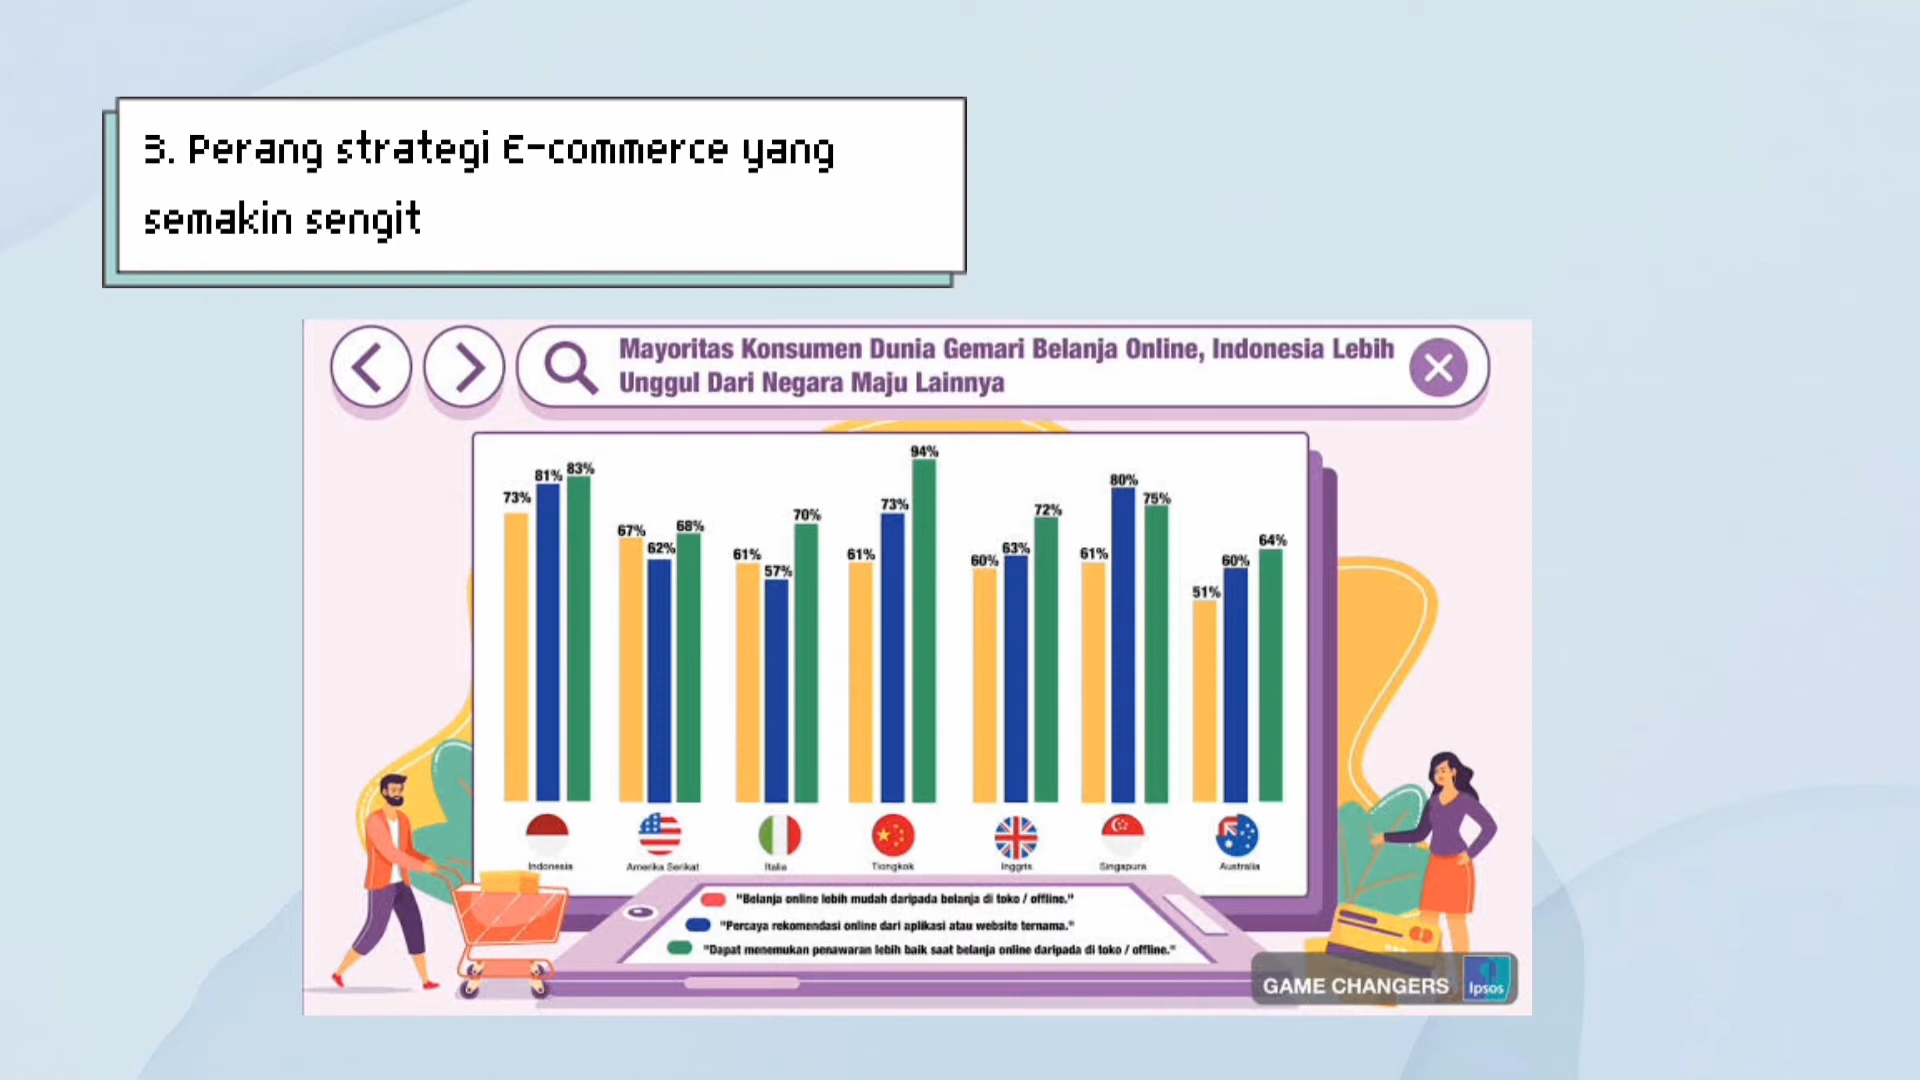 3. Perang strategi E-commerce yang
semakin sengit
Mayoritas Konsumen Dunia Gemari Belanja Online, Indonesia Lebih
Unggul Dari Negara Maju Lainnya
73%
81%
83%
67%
62%
68%
61%
57%
70%
61%
73%
94%
60%
63%
72%
61%
80%
75%
51%
60%
64%
Indonesia
Amerika Serikat
Italia
Tiongkok
Inggris
Singapura
Australia
"Belanja online lebih mudah daripada belanja di toko / offline."
"Percaya rekomendasi online dari aplikasi atau website ternama."
"Dapat menemukan penawaran lebih baik saat belanja online daripada di toko / offline."
GAME CHANGERS
Ipsos